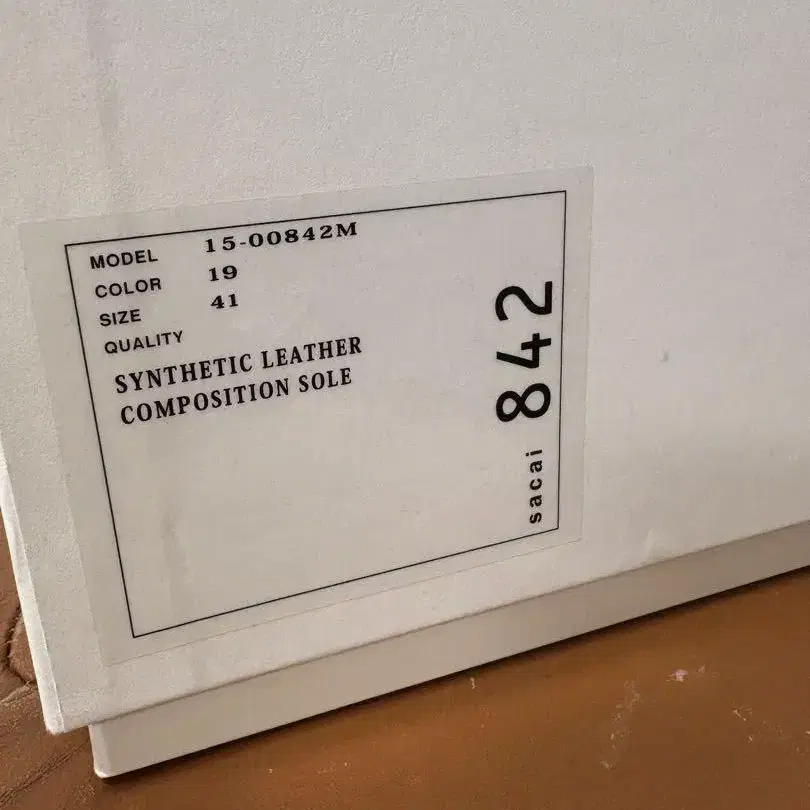 MODEL 15-00842M
COLOR 19
SIZE 41
QUALITY
SYNTHETIC LEATHER
COMPOSITION SOLE
sacai 842